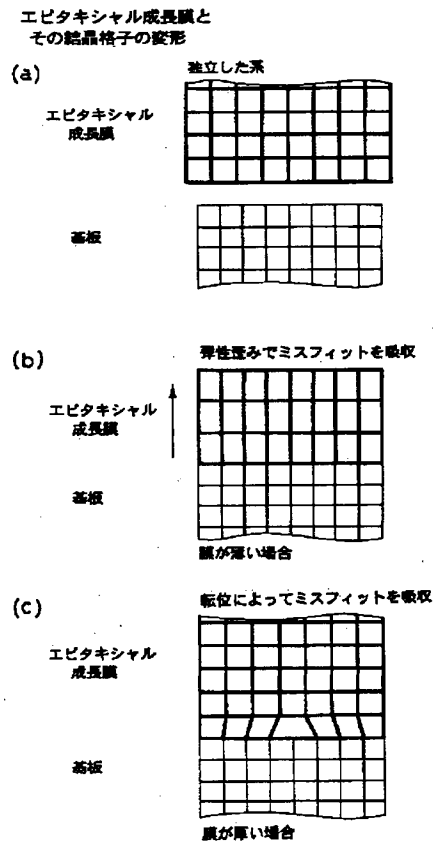 エピタキシャル成長膜と
その結晶格子の変形
(a)
独立した系
エピタキシャル
成長膜
基板
(b)
弾性歪みでミスフィットを吸収
エピタキシャル
成長膜
基板
膜が薄い場合
(c)
転位によってミスフィットを吸収
エピタキシャル
成長膜
基板
膜が厚い場合